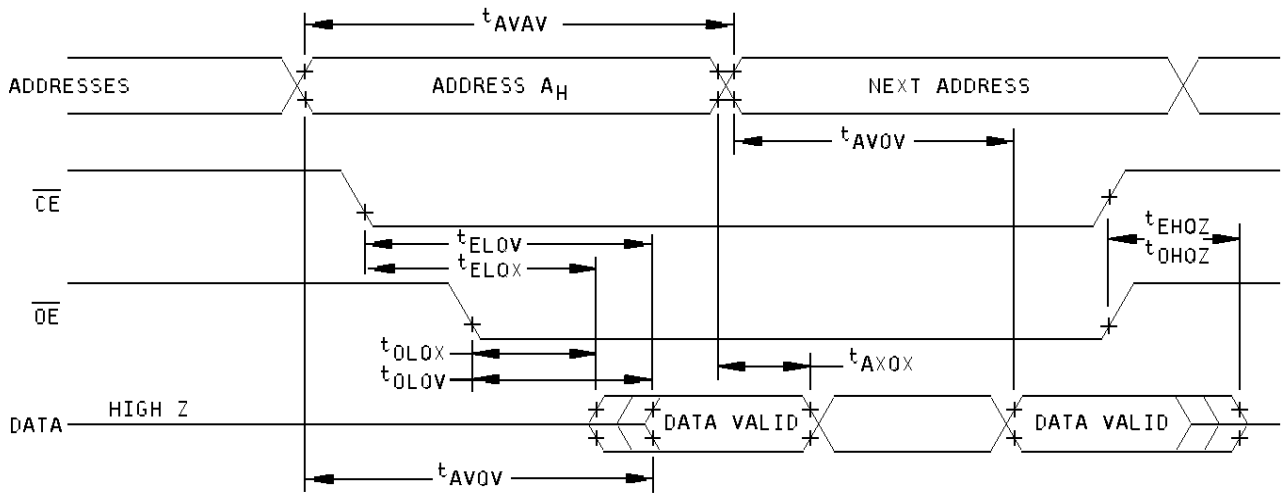 tAVAV
ADDRESSES
ADDRESS AH
NEXT ADDRESS
tAVOV
CE
tELOV
tELOX
tEHOZ
tOHOZ
OE
tOLOX
tOLOV
tAXOX
DATA
HIGH Z
DATA VALID
DATA VALID
tAVOV